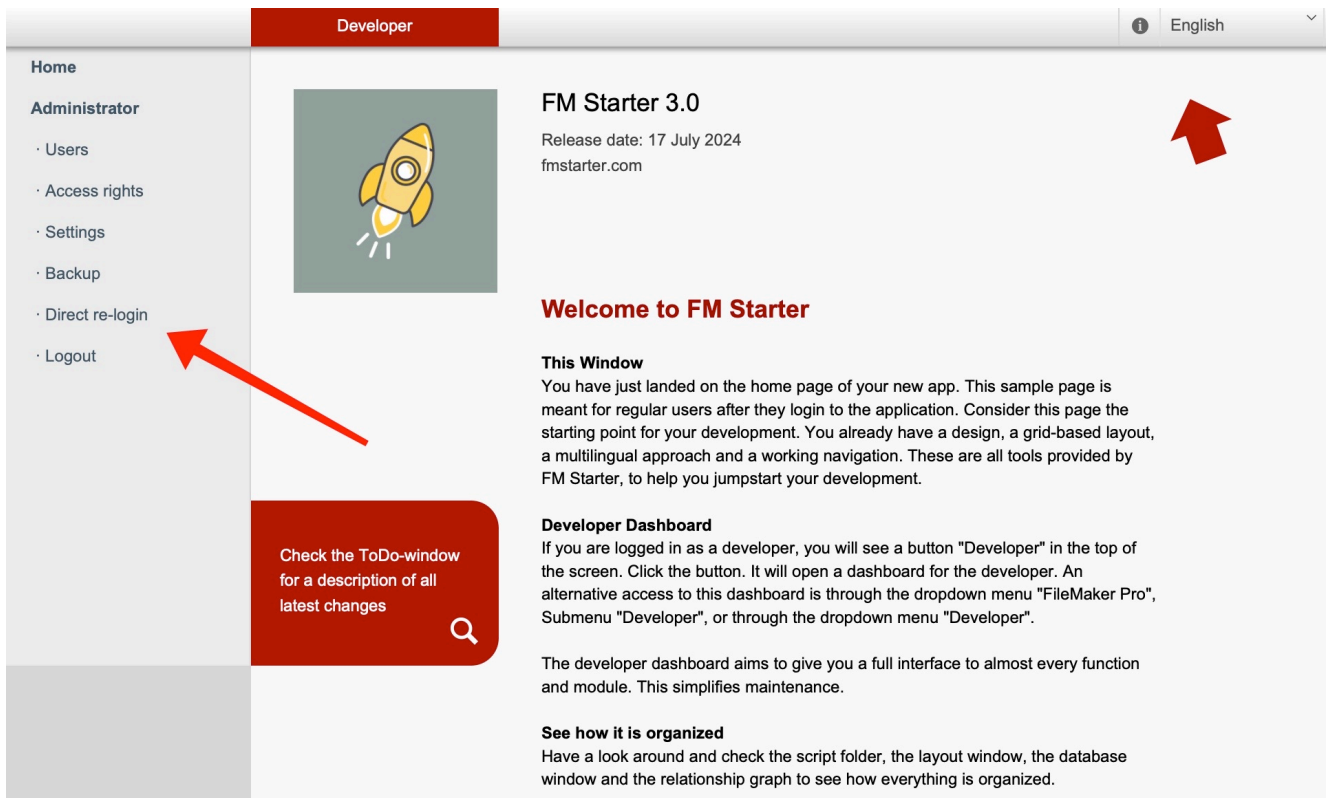 Developer
English
Home
Administrator
· Users
· Access rights
· Settings
· Backup
· Direct re-login
· Logout
FM Starter 3.0
Release date: 17 July 2024
fmstarter.com
Welcome to FM Starter
This Window
You have just landed on the home page of your new app. This sample page is
meant for regular users after they login to the application. Consider this page the
starting point for your development. You already have a design, a grid-based layout,
a multilingual approach and a working navigation. These are all tools provided by
FM Starter, to help you jumpstart your development.
Check the ToDo-window
for a description of all
latest changes
Developer Dashboard
If you are logged in as a developer, you will see a button "Developer" in the top of
the screen. Click the button. It will open a dashboard for the developer. An
alternative access to this dashboard is through the dropdown menu "FileMaker Pro",
Submenu "Developer", or through the dropdown menu "Developer".
The developer dashboard aims to give you a full interface to almost every function
and module. This simplifies maintenance.
See how it is organized
Have a look around and check the script folder, the layout window, the database
window and the relationship graph to see how everything is organized.